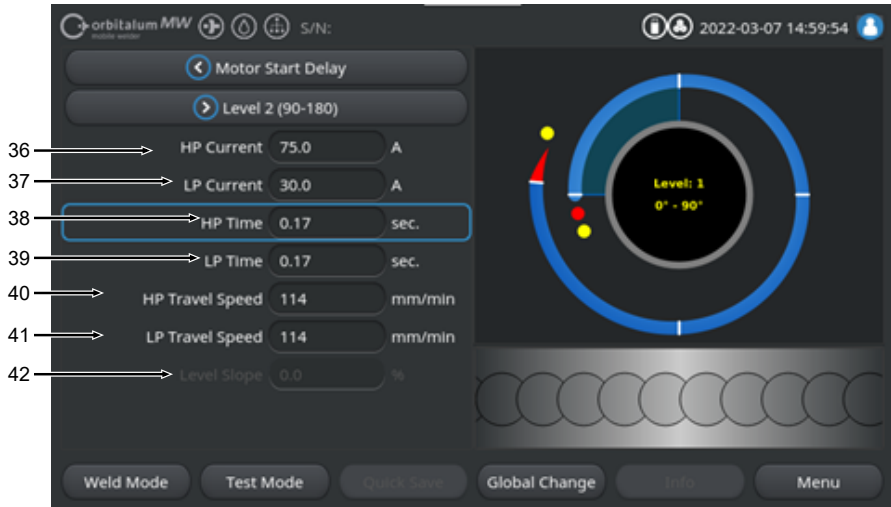 orbitalum MW
mobile welder
S/N:
2022-03-07 14:59:54
Motor Start Delay
Level 2 (90-180)
36 HP Current 75.0 A
37 LP Current 30.0 A
38 HP Time 0.17 sec.
39 LP Time 0.17 sec.
40 HP Travel Speed 114 mm/min
41 LP Travel Speed 114 mm/min
42 Level Slope 0.0 %
Level: 1
0° - 90°
Weld Mode Test Mode Quick Save Global Change Info Menu